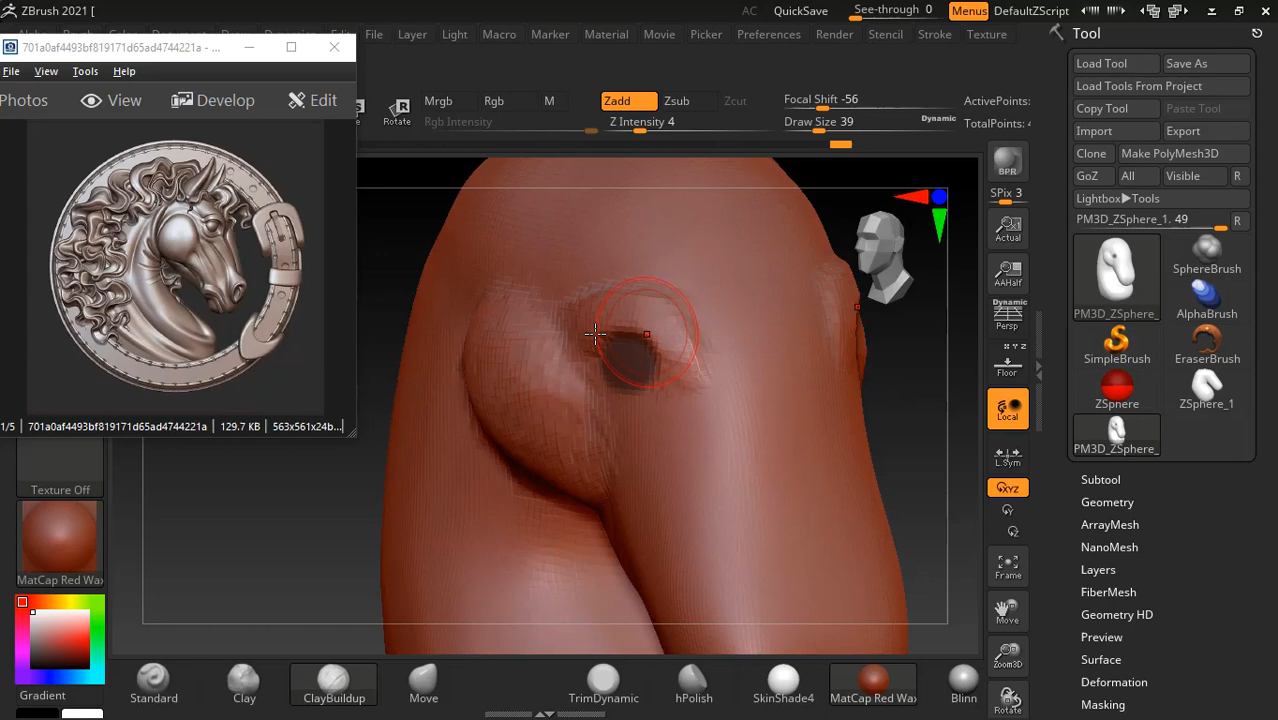 ZBrush 2021 [
AC
QuickSave
See-through 0
Menus
DefaultZScript
File
Layer
Light
Macro
Marker
Material
Movie
Picker
Preferences
Render
Stencil
Stroke
Texture
Tool
701a0af4493bf819171d65ad4744221a - ...
File
View
Tools
Help
Photos
View
Develop
Edit
Rotate
Mrgb
Rgb
M
Rgb Intensity
Zadd
Zsub
Zcut
Z Intensity 4
Focal Shift -56
Draw Size 39
Dynamic
ActivePoints:
TotalPoints: 4
Load Tool
Save As
Load Tools From Project
Copy Tool
Paste Tool
Import
Export
Clone
Make PolyMesh3D
GoZ
All
Visible
R
Lightbox▶Tools
PM3D_ZSphere_1. 49
R
PM3D_ZSphere_
SphereBrush
AlphaBrush
SimpleBrush
EraserBrush
ZSphere
ZSphere_1
PM3D_ZSphere_
Subtool
Geometry
ArrayMesh
NanoMesh
Layers
FiberMesh
Geometry HD
Preview
Surface
Deformation
Masking
BPR
SPix 3
Actual
AAHalf
Dynamic
Persp
X Y Z
Floor
Local
L.Sym
XYZ
Y
Z
Frame
Move
Zoom3D
Rotate
1/5
701a0af4493bf819171d65ad4744221a
129.7 KB
563x561x24b...
Texture Off
MatCap Red Wax
Gradient
Standard
Clay
ClayBuildup
Move
TrimDynamic
hPolish
SkinShade4
MatCap Red Wax
Blinn